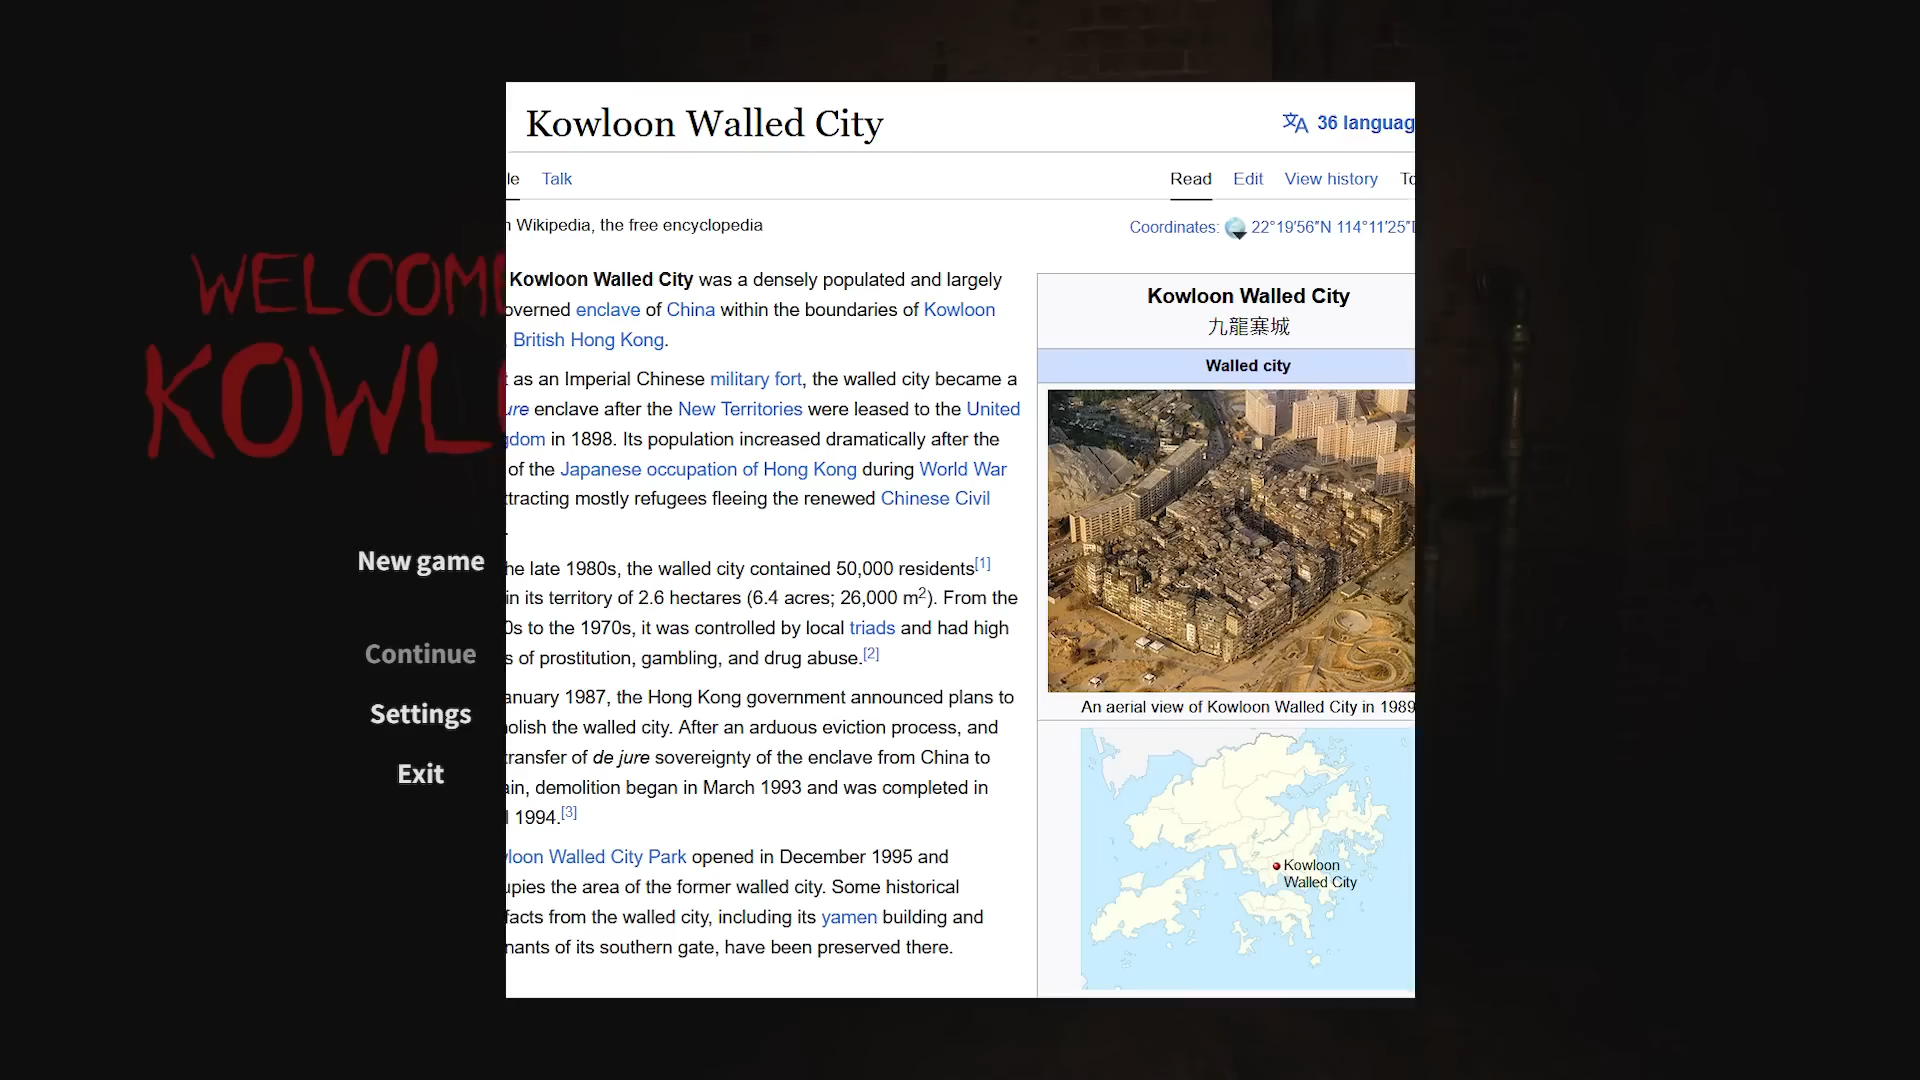 Kowloon Walled City
36 languag
le Talk
Read Edit View history To
n Wikipedia, the free encyclopedia
Coordinates: 22°19′56″N 114°11′25″E
WELCOME
KOWL
Kowloon Walled City was a densely populated and largely
overned enclave of China within the boundaries of Kowloon
, British Hong Kong.
t as an Imperial Chinese military fort, the walled city became a
ure enclave after the New Territories were leased to the United
gdom in 1898. Its population increased dramatically after the
of the Japanese occupation of Hong Kong during World War
ttracting mostly refugees fleeing the renewed Chinese Civil
.
he late 1980s, the walled city contained 50,000 residents[1]
in its territory of 2.6 hectares (6.4 acres; 26,000 m2). From the
0s to the 1970s, it was controlled by local triads and had high
s of prostitution, gambling, and drug abuse.[2]
anuary 1987, the Hong Kong government announced plans to
olish the walled city. After an arduous eviction process, and
transfer of de jure sovereignty of the enclave from China to
ain, demolition began in March 1993 and was completed in
l 1994.[3]
wloon Walled City Park opened in December 1995 and
upies the area of the former walled city. Some historical
facts from the walled city, including its yamen building and
nants of its southern gate, have been preserved there.
Kowloon Walled City
九龍寨城
Walled city
An aerial view of Kowloon Walled City in 1989
Kowloon
Walled City
New game
Continue
Settings
Exit